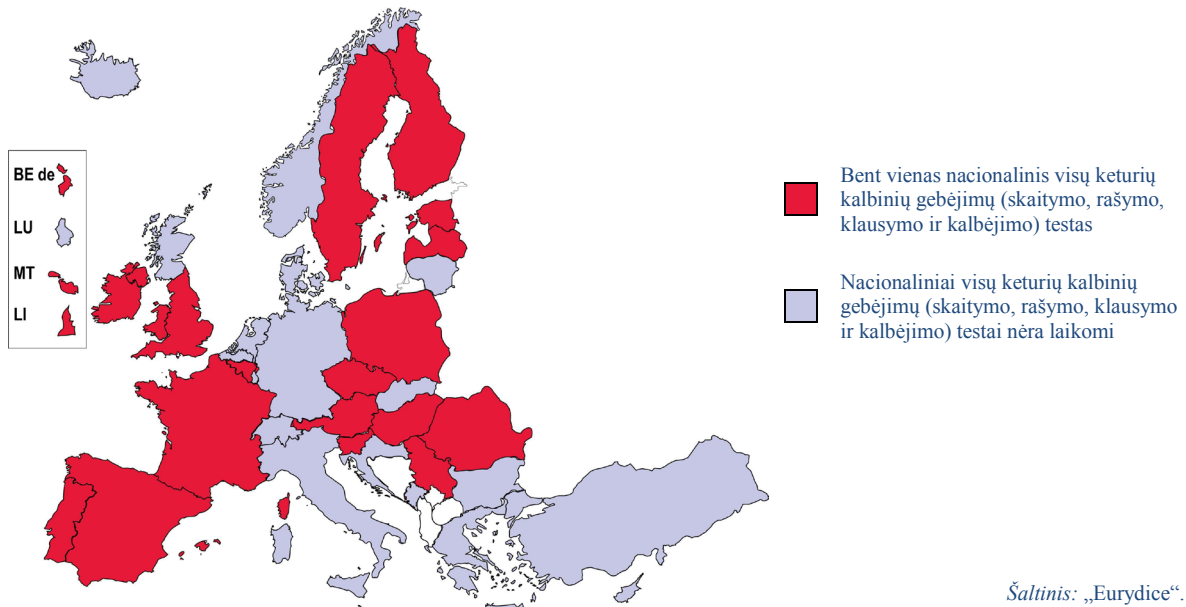 BE de
LU
MT
LI
Bent vienas nacionalinis visų keturių
kalbinių gebėjimų (skaitymo, rašymo,
klausymo ir kalbėjimo) testas
Nacionaliniai visų keturių kalbinių
gebėjimų (skaitymo, rašymo, klausymo
ir kalbėjimo) testai nėra laikomi
Šaltinis: „Eurydice“.